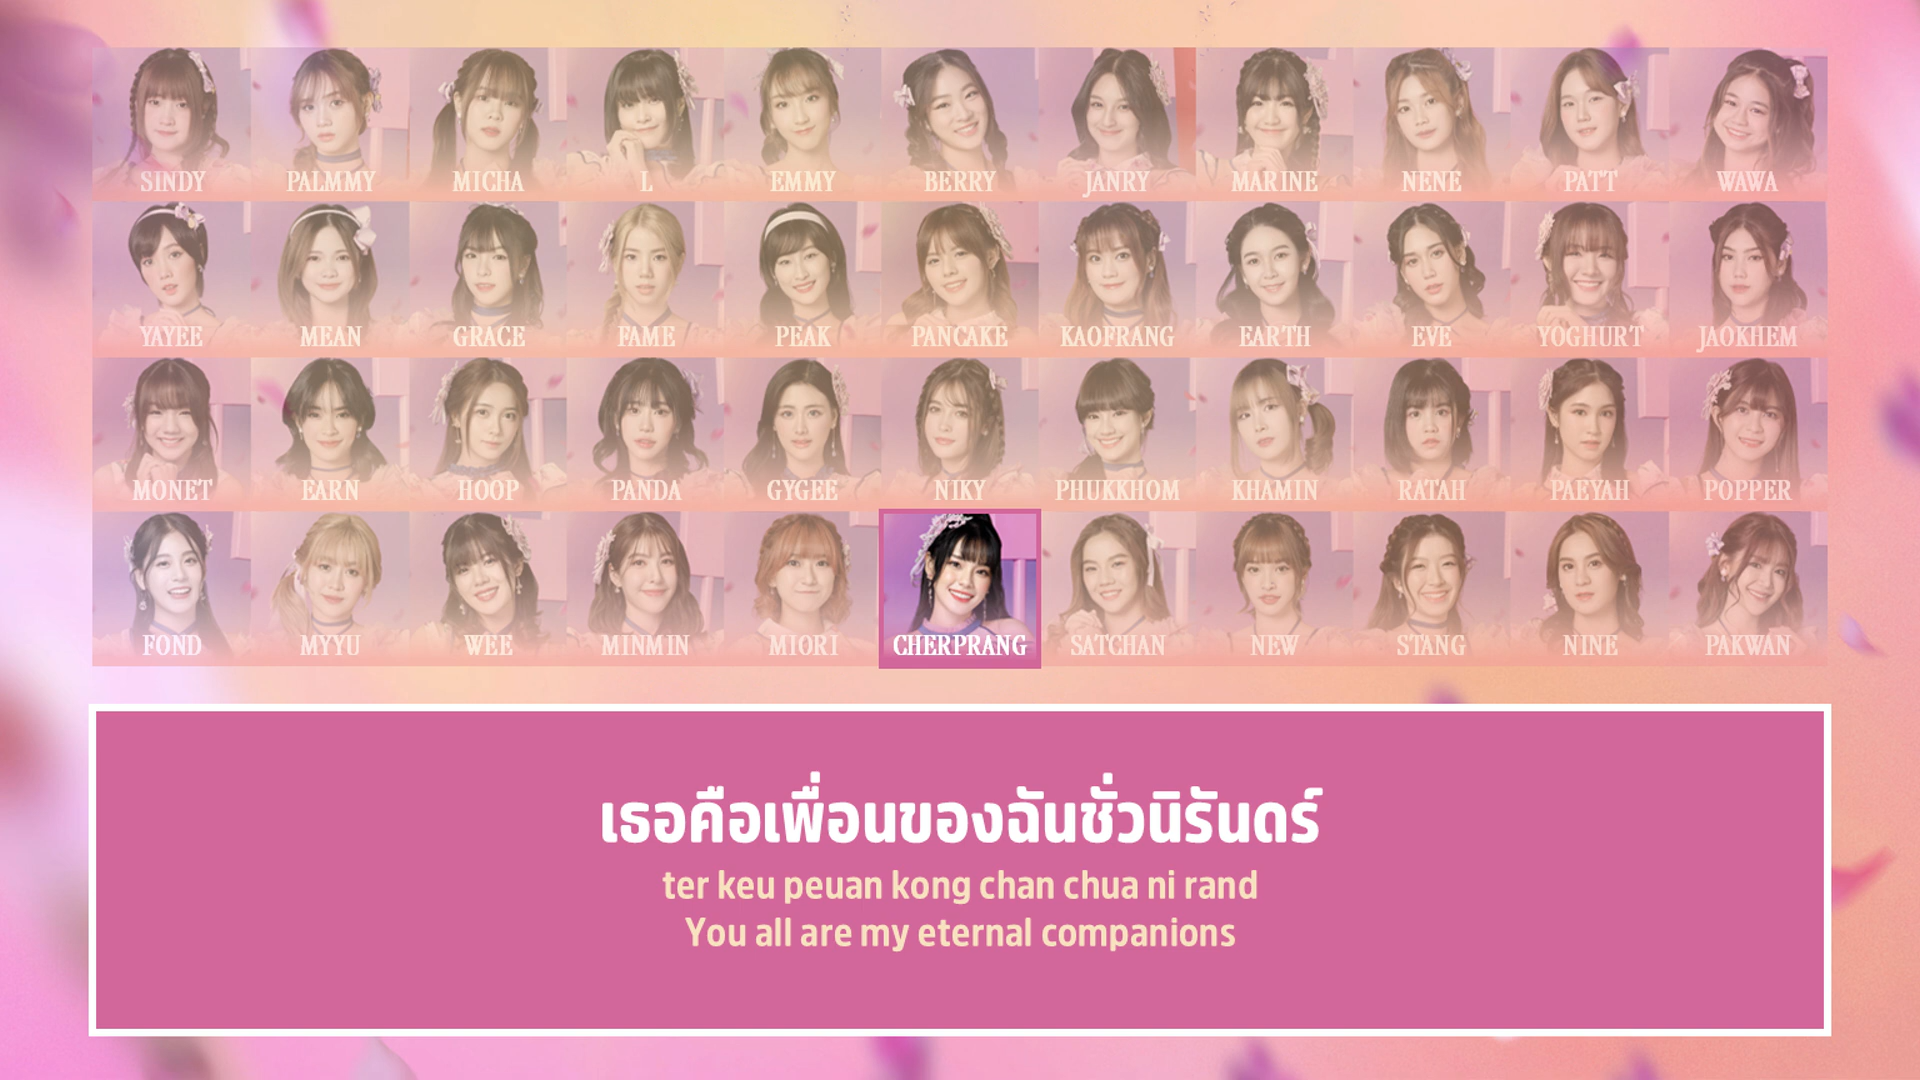 SINDY PALMMY MICHA L EMMY BERRY JANRY MARINE NENE PATT WAWA
YAYEE MEAN GRACE FAME PEAK PANCAKE KAOFRANG EARTH EVE YOGHURT JAOKHEM
MONET EARN HOOP PANDA GYGEE NIKY PHUKKHOM KHAMIN RATAH PAEYAH POPPER
FOND MYYU WEE MINMIN MIORI CHERPRANG SATCHAN NEW STANG NINE PAKWAN
เธอคือเพื่อนของฉันชั่วนิรันดร์
ter keu peuan kong chan chua ni rand
You all are my eternal companions